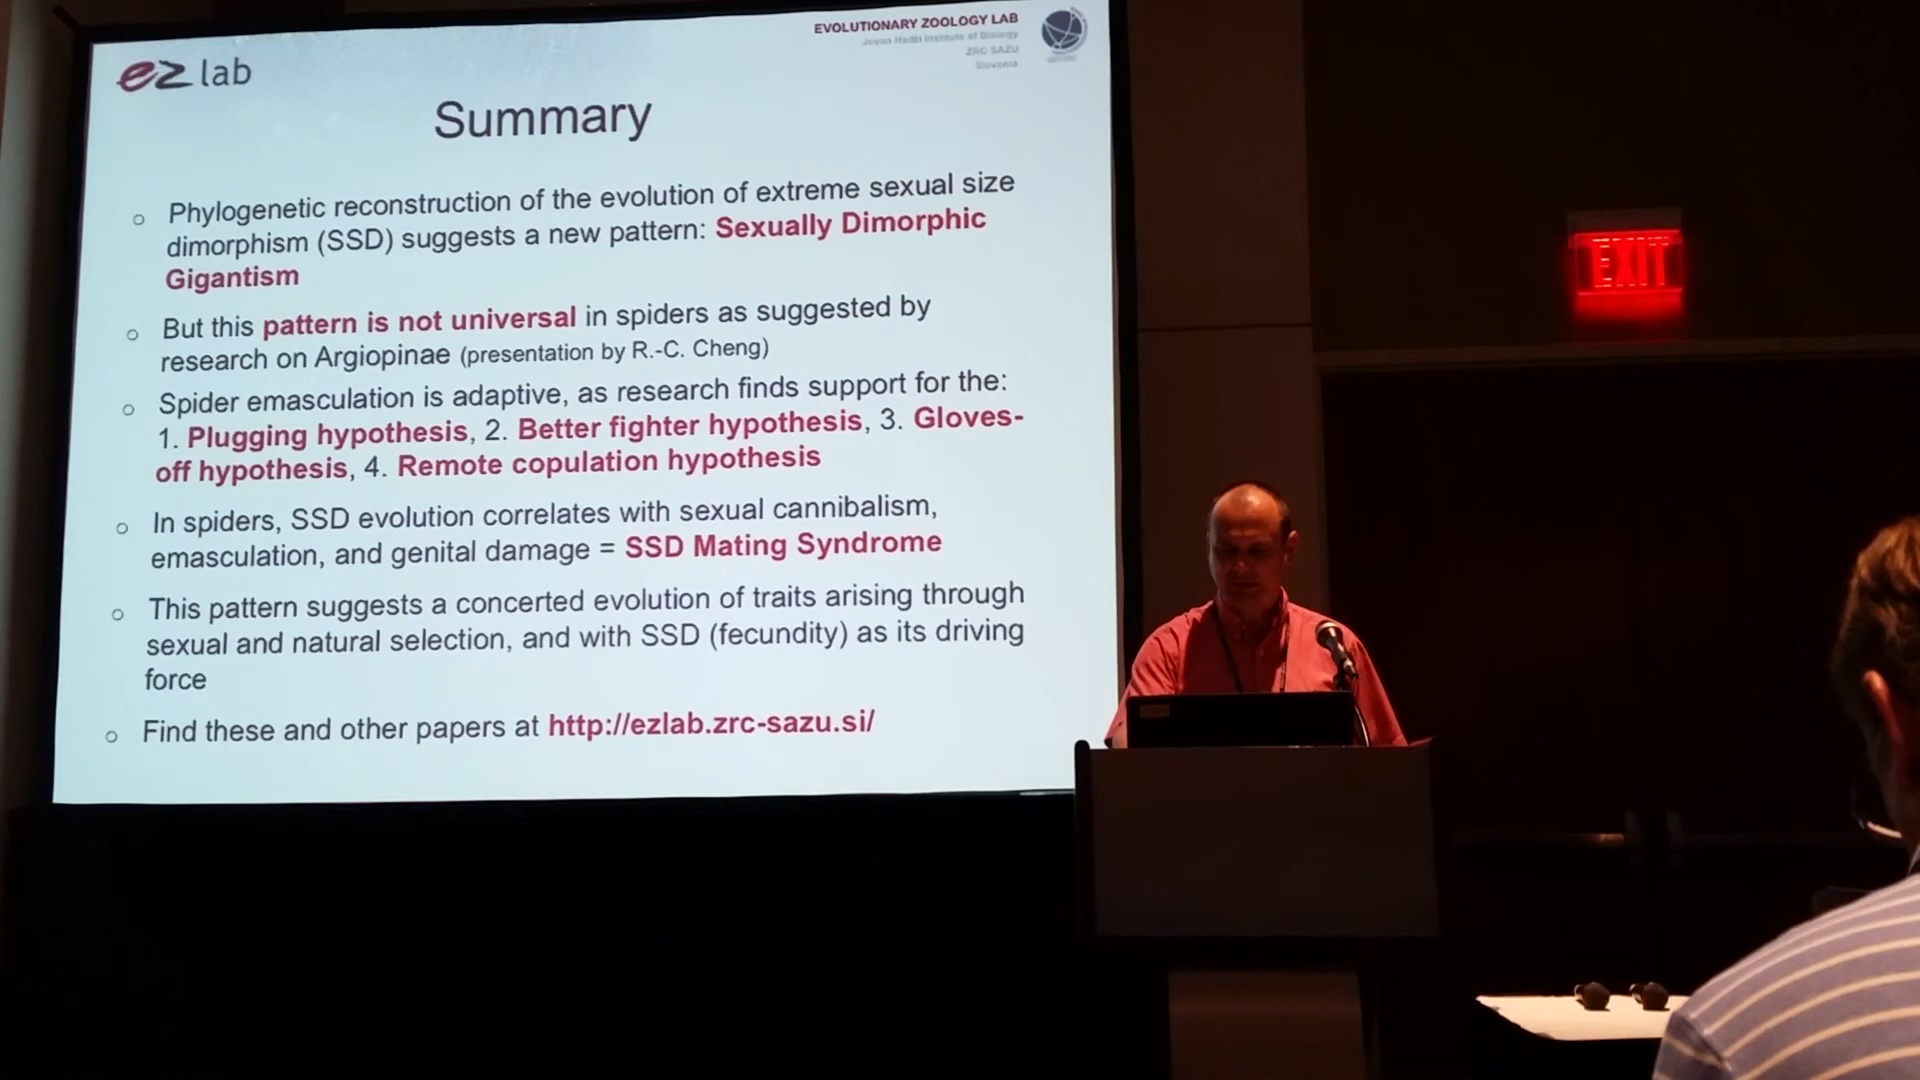 EVOLUTIONARY ZOOLOGY LAB
Jovan Hadži Institute of Biology
ZRC SAZU
Slovenia
ez lab
Summary
Phylogenetic reconstruction of the evolution of extreme sexual size
dimorphism (SSD) suggests a new pattern: Sexually Dimorphic
Gigantism
But this pattern is not universal in spiders as suggested by
research on Argiopinae (presentation by R.-C. Cheng)
Spider emasculation is adaptive, as research finds support for the:
1. Plugging hypothesis, 2. Better fighter hypothesis, 3. Gloves-
off hypothesis, 4. Remote copulation hypothesis
In spiders, SSD evolution correlates with sexual cannibalism,
emasculation, and genital damage = SSD Mating Syndrome
This pattern suggests a concerted evolution of traits arising through
sexual and natural selection, and with SSD (fecundity) as its driving
force
Find these and other papers at http://ezlab.zrc-sazu.si/
EXIT